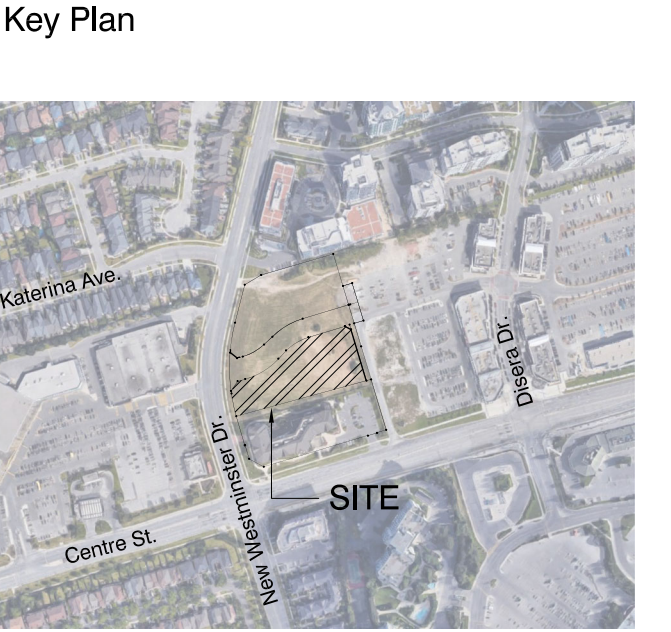 Key Plan
Katerina Ave.
Disera Dr.
New Westminster Dr.
SITE
Centre St.